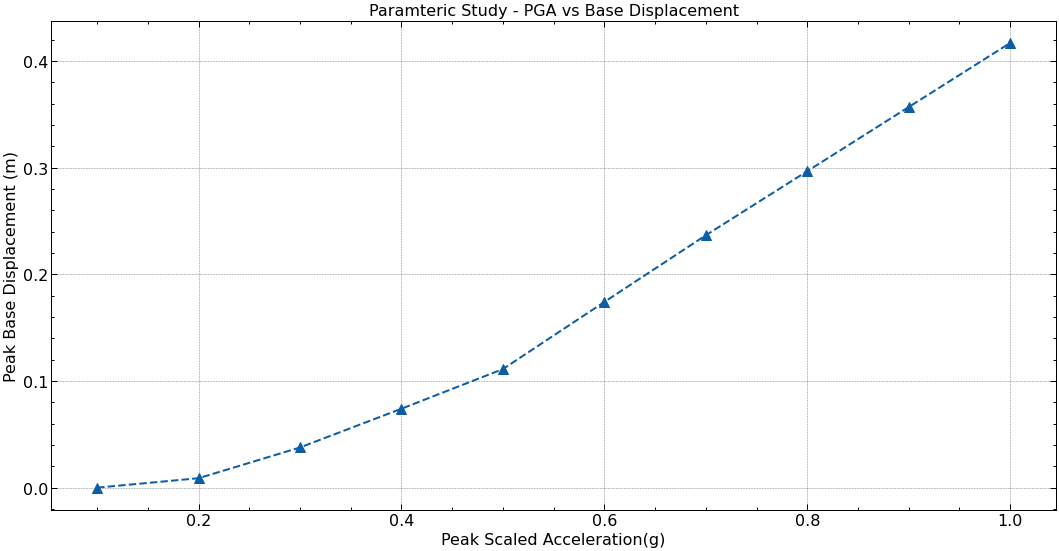 Paramteric Study - PGA vs Base Displacement
Peak Base Displacement (m)
0.4
0.3
0.2
0.1
0.0
0.2 0.4 0.6 0.8 1.0
Peak Scaled Acceleration(g)